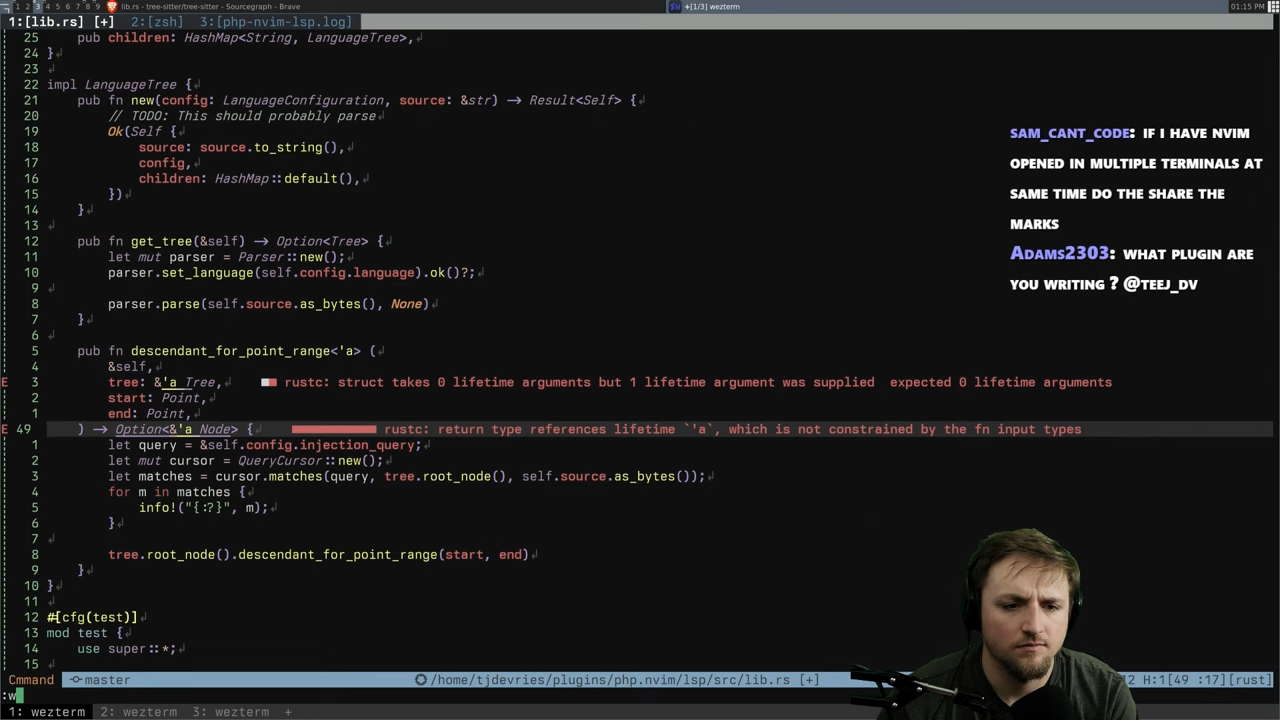 1 2 3 4 5 6 7 8 9 lib.rs - tree-sitter/tree-sitter - Sourcegraph - Brave +[1/3] wezterm 01:15 PM
1:[lib.rs] [+] 2:[zsh] 3:[php-nvim-lsp.log]
25 pub children: HashMap<String, LanguageTree>,↲
24 }↲
23 ↲
22 impl LanguageTree {↲
21 pub fn new(config: LanguageConfiguration, source: &str) -> Result<Self> {↲
20 // TODO: This should probably parse↲
19 Ok(Self {↲
18 source: source.to_string(),↲
17 config,↲
16 children: HashMap::default(),↲
15 })↲
14 }↲
13 ↲
12 pub fn get_tree(&self) -> Option<Tree> {↲
11 let mut parser = Parser::new();↲
10 parser.set_language(self.config.language).ok()?;↲
9 ↲
8 parser.parse(self.source.as_bytes(), None)↲
7 }↲
6 ↲
5 pub fn descendant_for_point_range<'a> (↲
4 &self,↲
E 3 tree: &'a Tree,↲ rustc: struct takes 0 lifetime arguments but 1 lifetime argument was supplied expected 0 lifetime arguments
2 start: Point,↲
1 end: Point,↲
E 49 ) -> Option<&'a Node> {↲ rustc: return type references lifetime `'a`, which is not constrained by the fn input types
1 let query = &self.config.injection_query;↲
2 let mut cursor = QueryCursor::new();↲
3 let matches = cursor.matches(query, tree.root_node(), self.source.as_bytes());↲
4 for m in matches {↲
5 info!("{:?}", m);↲
6 }↲
7 ↲
8 tree.root_node().descendant_for_point_range(start, end)↲
9 }↲
10 }↲
11 ↲
12 #[cfg(test)]↲
13 mod test {↲
14 use super::*;↲
15 ↲
Cmmand master /home/tjdevries/plugins/php.nvim/lsp/src/lib.rs [+] 12 H:1[49 :17][rust]
:w
1: wezterm 2: wezterm 3: wezterm +
SAM_CANT_CODE: IF I HAVE NVIM
OPENED IN MULTIPLE TERMINALS AT
SAME TIME DO THE SHARE THE
MARKS
ADAMS2303: WHAT PLUGIN ARE
YOU WRITING ? @TEEJ_DV